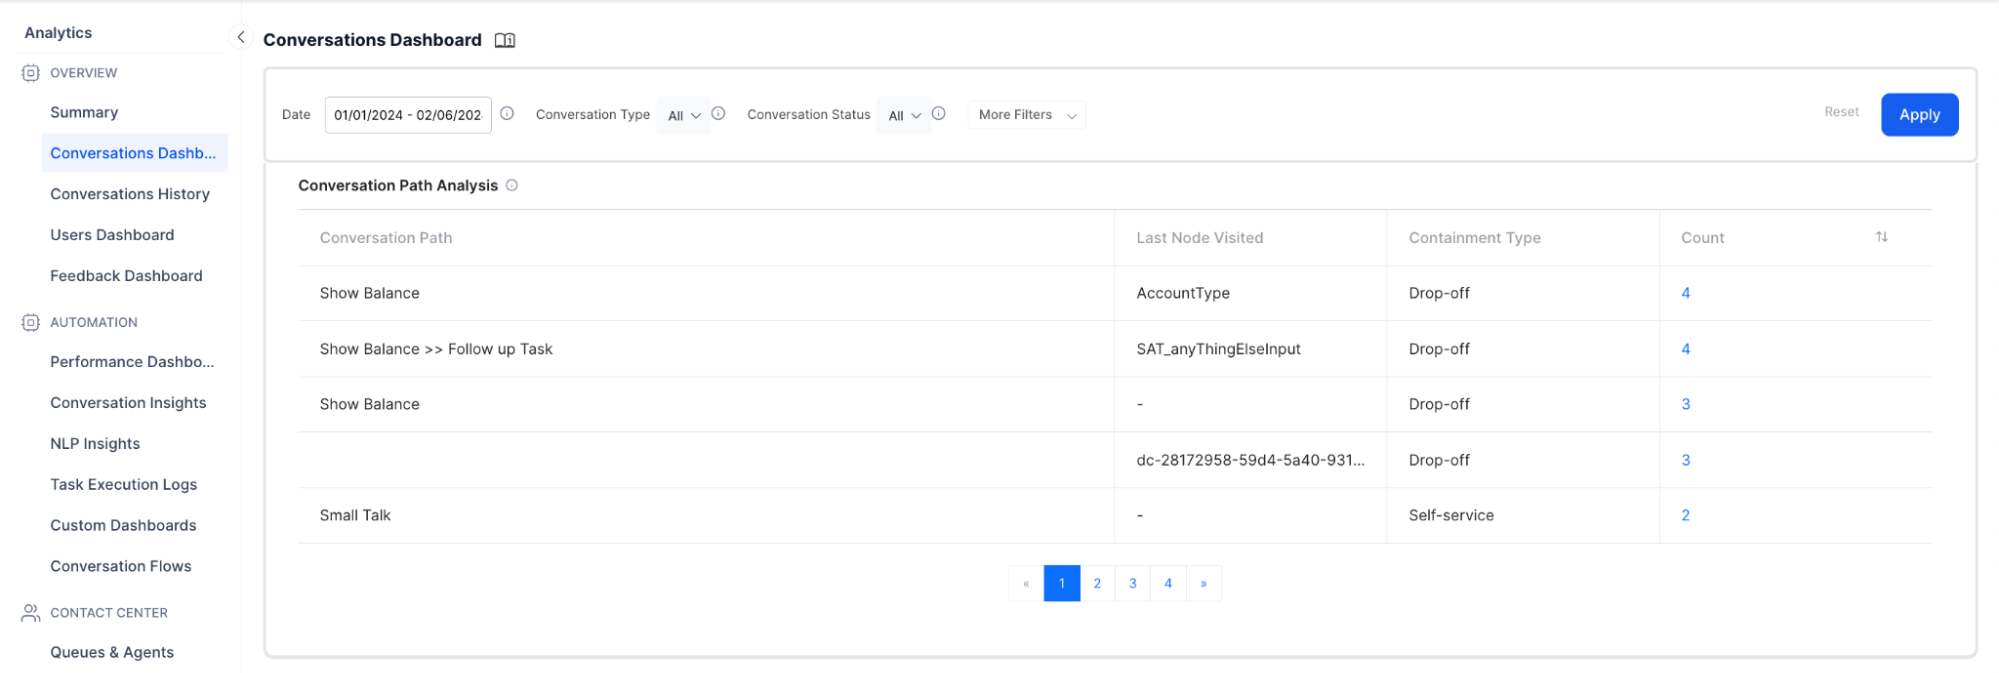 Analytics
OVERVIEW
Summary
Conversations Dashb...
Conversations History
Users Dashboard
Feedback Dashboard
AUTOMATION
Performance Dashbo...
Conversation Insights
NLP Insights
Task Execution Logs
Custom Dashboards
Conversation Flows
CONTACT CENTER
Queues & Agents
Conversations Dashboard
Date 01/01/2024 - 02/06/202 Conversation Type All Conversation Status All More Filters Reset Apply
Conversation Path Analysis
Conversation Path Last Node Visited Containment Type Count
Show Balance AccountType Drop-off 4
Show Balance >> Follow up Task SAT_anyThingElseInput Drop-off 4
Show Balance - Drop-off 3
dc-28172958-59d4-5a40-931... Drop-off 3
Small Talk - Self-service 2
« 1 2 3 4 »